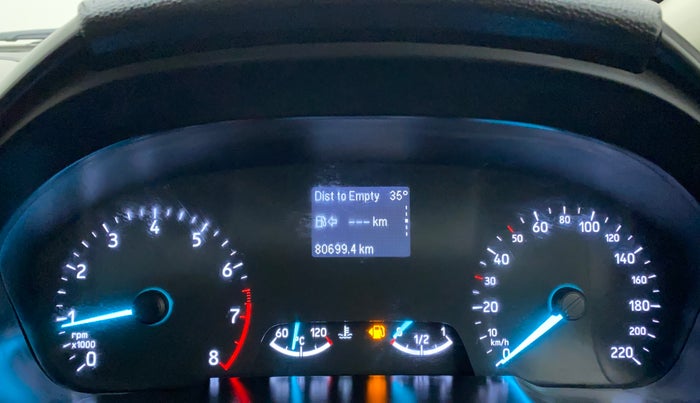 Dist to Empty 35°
--- km
80699.4 km
0 1 2 3 4 5 6 7 8
rpm
x1000
60 °C 120
0 1/2 1
0 10 20 30 40 50 60 80 100 120 140 160 180 200 220
km/h